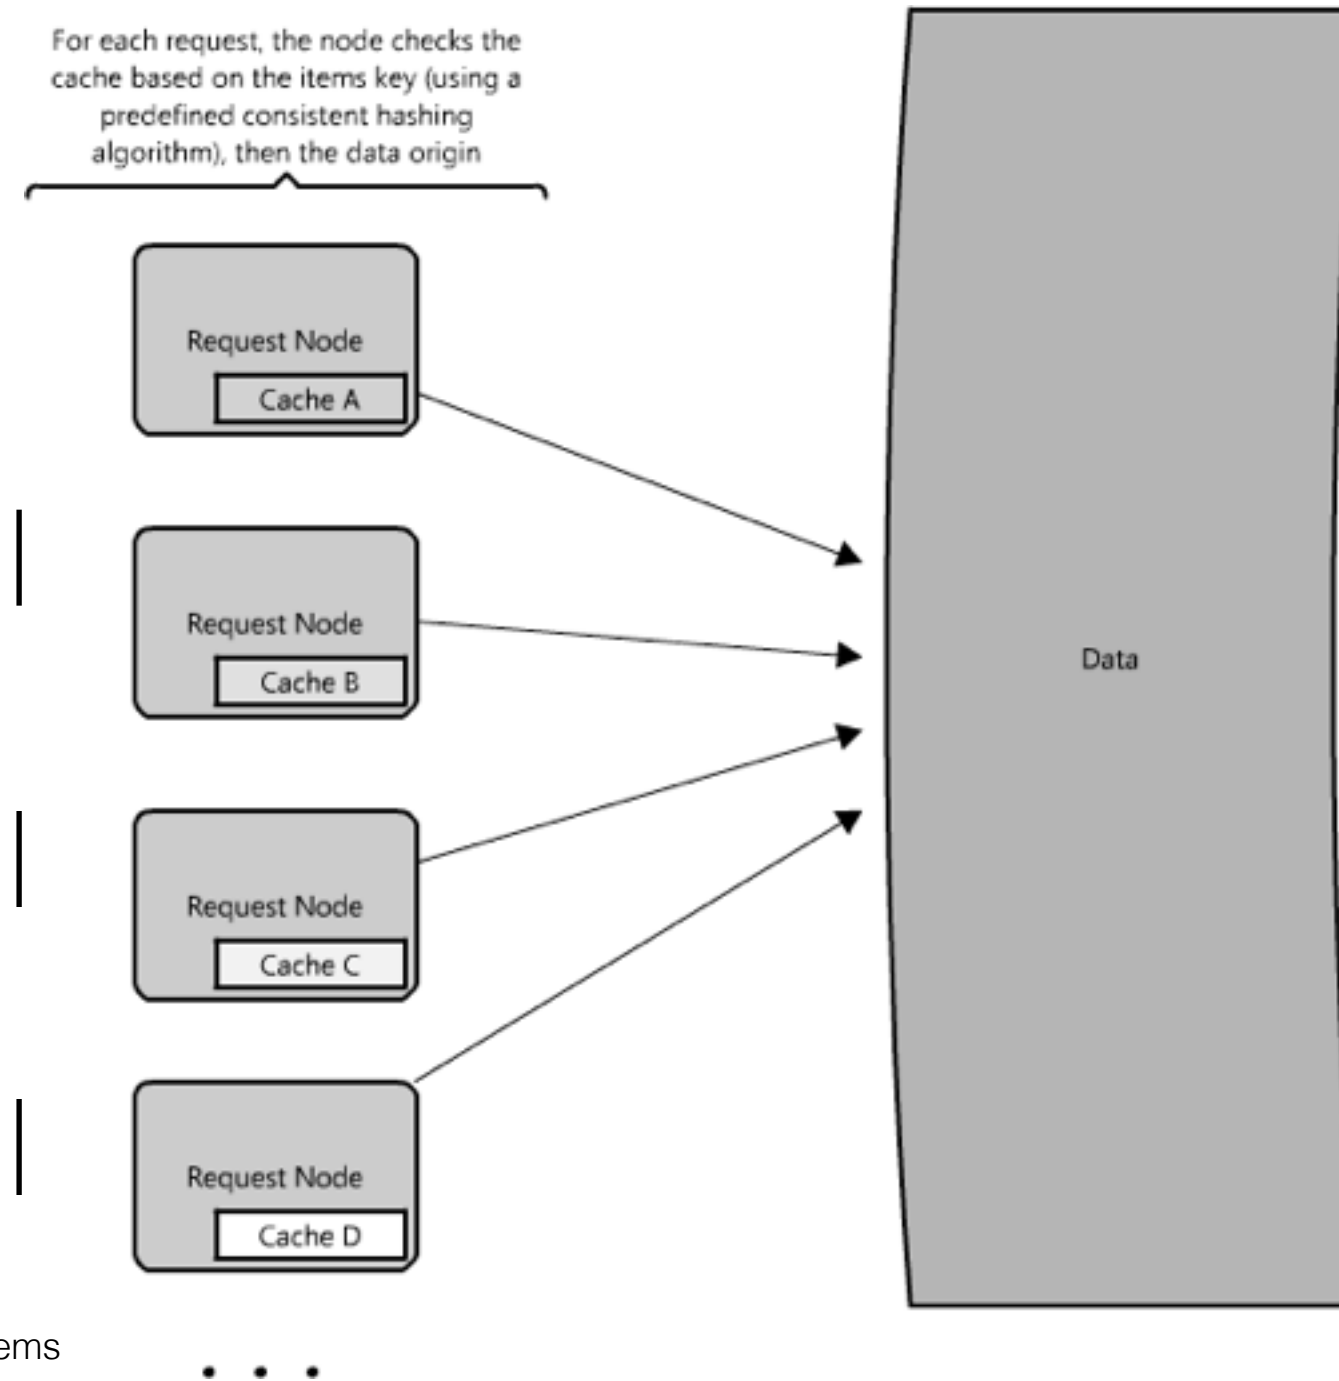 For each request, the node checks the
cache based on the items key (using a
predefined consistent hashing
algorithm), then the data origin
Request Node
Cache A
Request Node
Cache B
Data
Request Node
Cache C
Request Node
Cache D
ems
. . .